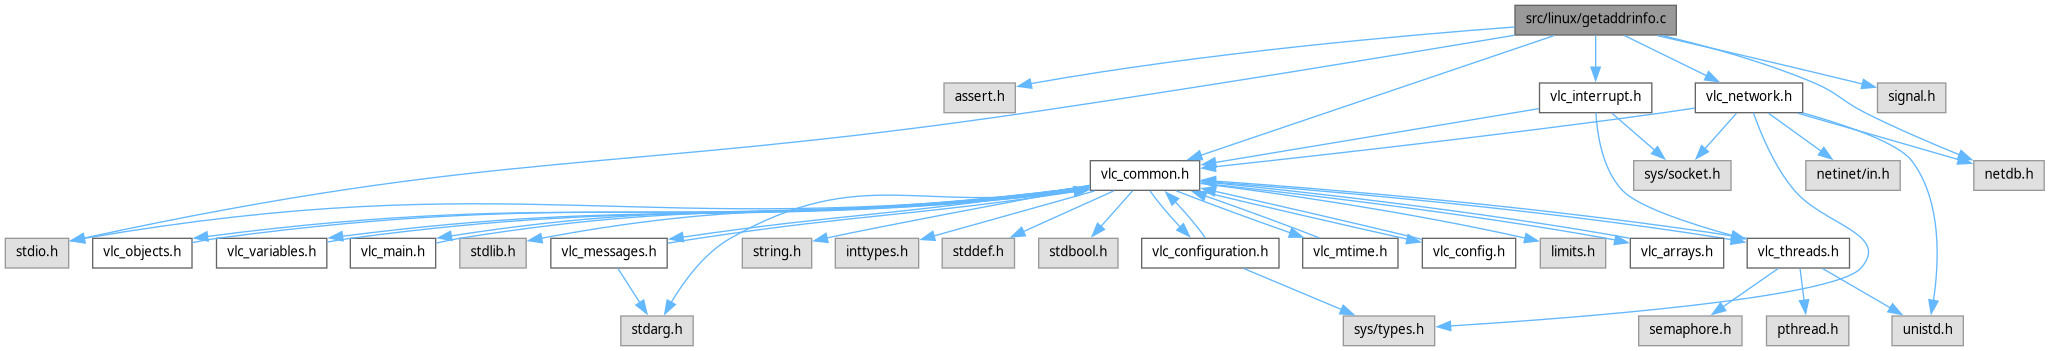 src/linux/getaddrinfo.c
assert.h
vlc_interrupt.h
vlc_network.h
signal.h
vlc_common.h
sys/socket.h
netinet/in.h
netdb.h
stdio.h
vlc_objects.h
vlc_variables.h
vlc_main.h
stdlib.h
vlc_messages.h
string.h
inttypes.h
stddef.h
stdbool.h
vlc_configuration.h
vlc_mtime.h
vlc_config.h
limits.h
vlc_arrays.h
vlc_threads.h
stdarg.h
sys/types.h
semaphore.h
pthread.h
unistd.h